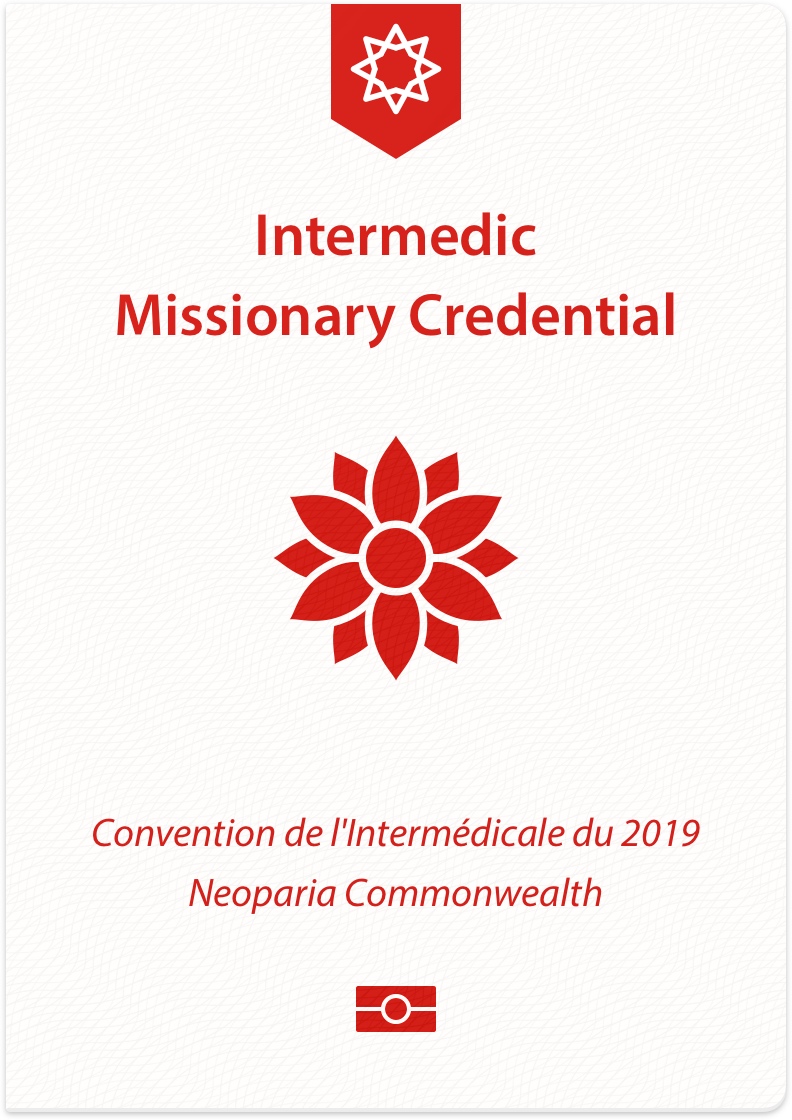 Intermedic
Missionary Credential
Convention de l'Intermédicale du 2019
Neoparia Commonwealth